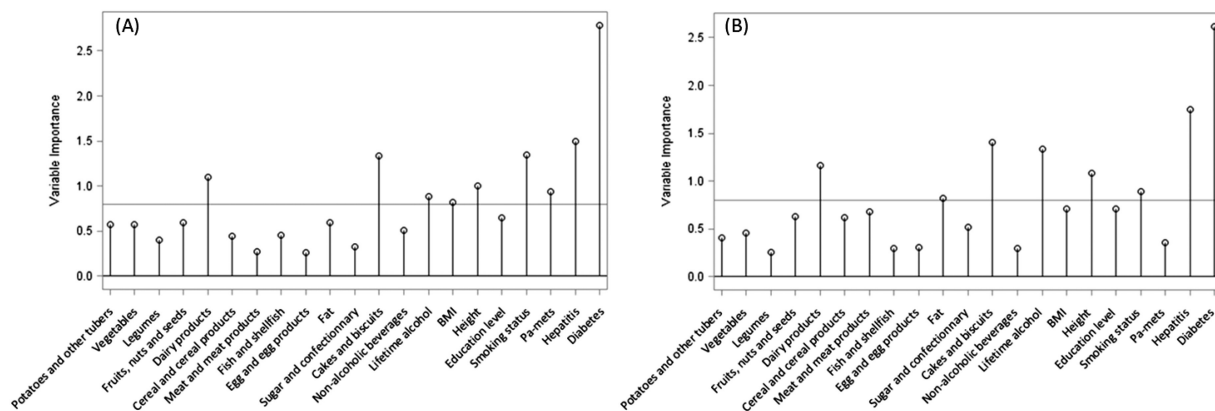 (A)
Variable Importance
2.5
2.0
1.5
1.0
0.5
0.0
Potatoes and other tubers
Vegetables
Legumes
Fruits, nuts and seeds
Dairy products
Cereal and cereal products
Meat and meat products
Fish and shellfish
Egg and egg products
Fat
Sugar and confectionnary
Cakes and biscuits
Non-alcoholic beverages
Lifetime alcohol
BMI
Height
Education level
Smoking status
Pa-mets
Hepatitis
Diabetes
(B)
Variable Importance
2.5
2.0
1.5
1.0
0.5
0.0
Potatoes and other tubers
Vegetables
Legumes
Fruits, nuts and seeds
Dairy products
Cereal and cereal products
Meat and meat products
Fish and shellfish
Egg and egg products
Fat
Sugar and confectionnary
Cakes and biscuits
Non-alcoholic beverages
Lifetime alcohol
BMI
Height
Education level
Smoking status
Pa-mets
Hepatitis
Diabetes